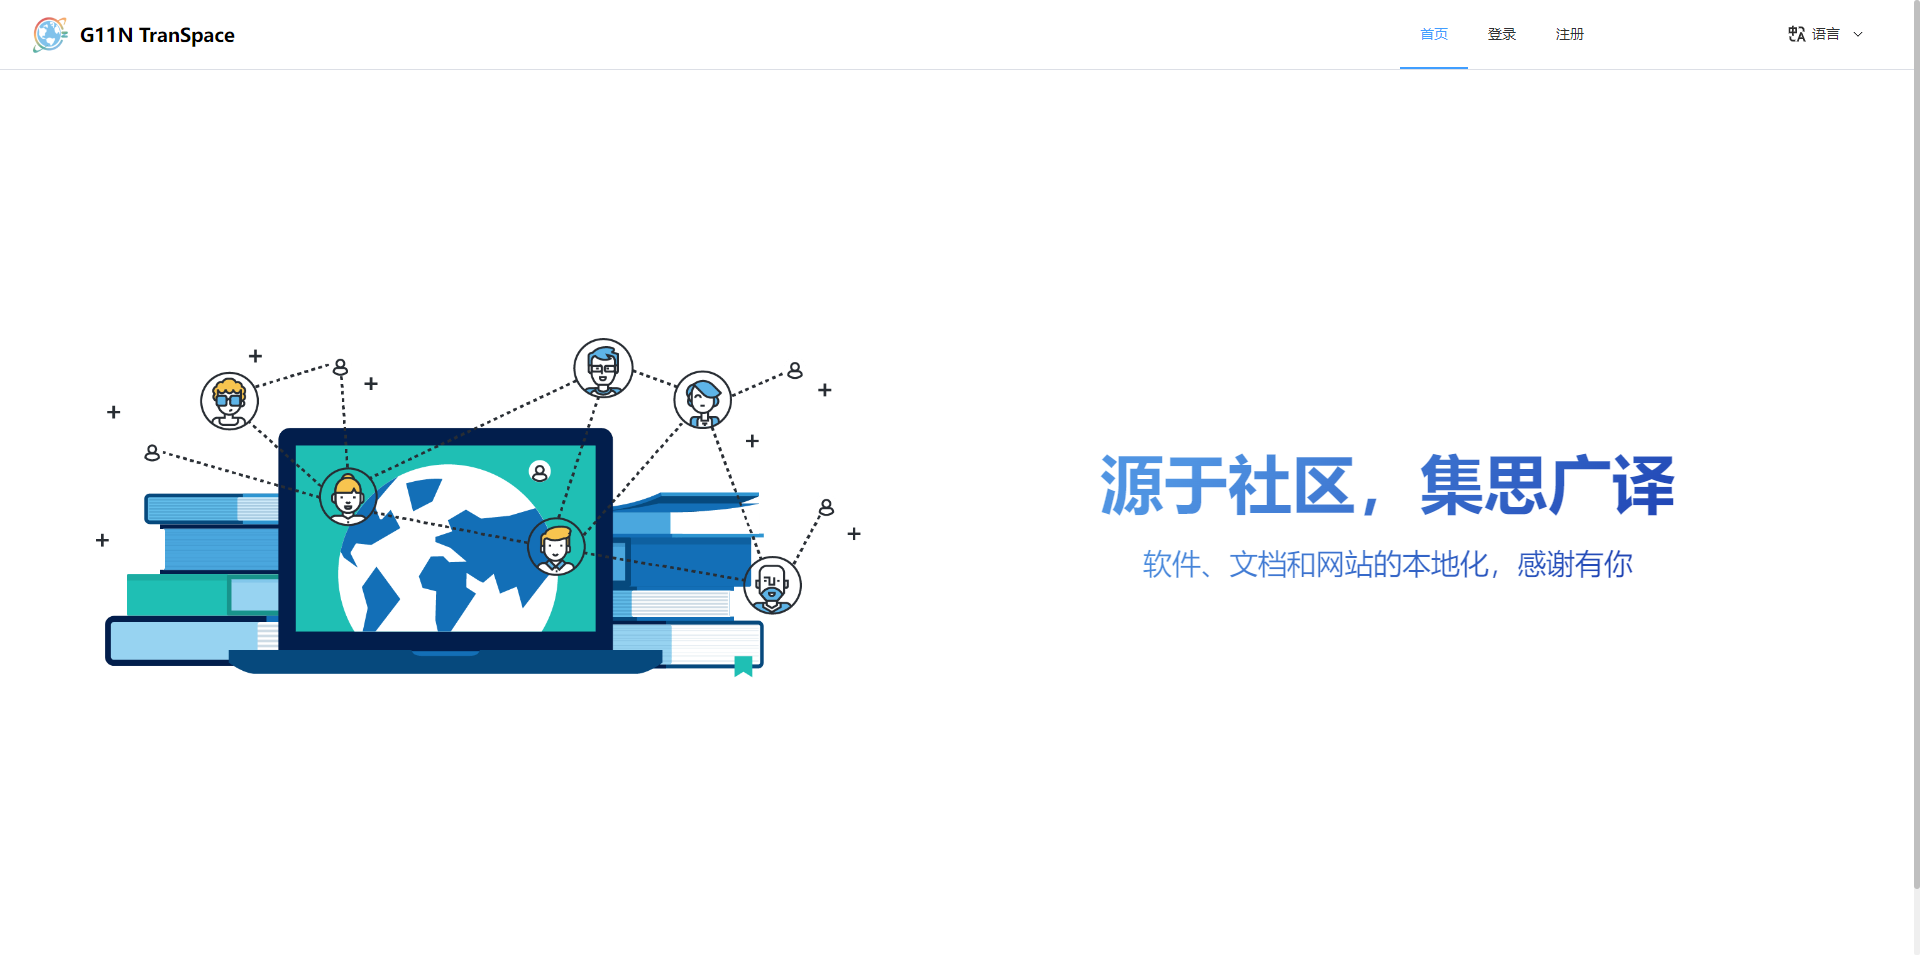 G11N TranSpace
首页 登录 注册 语言
源于社区，集思广译
软件、文档和网站的本地化，感谢有你